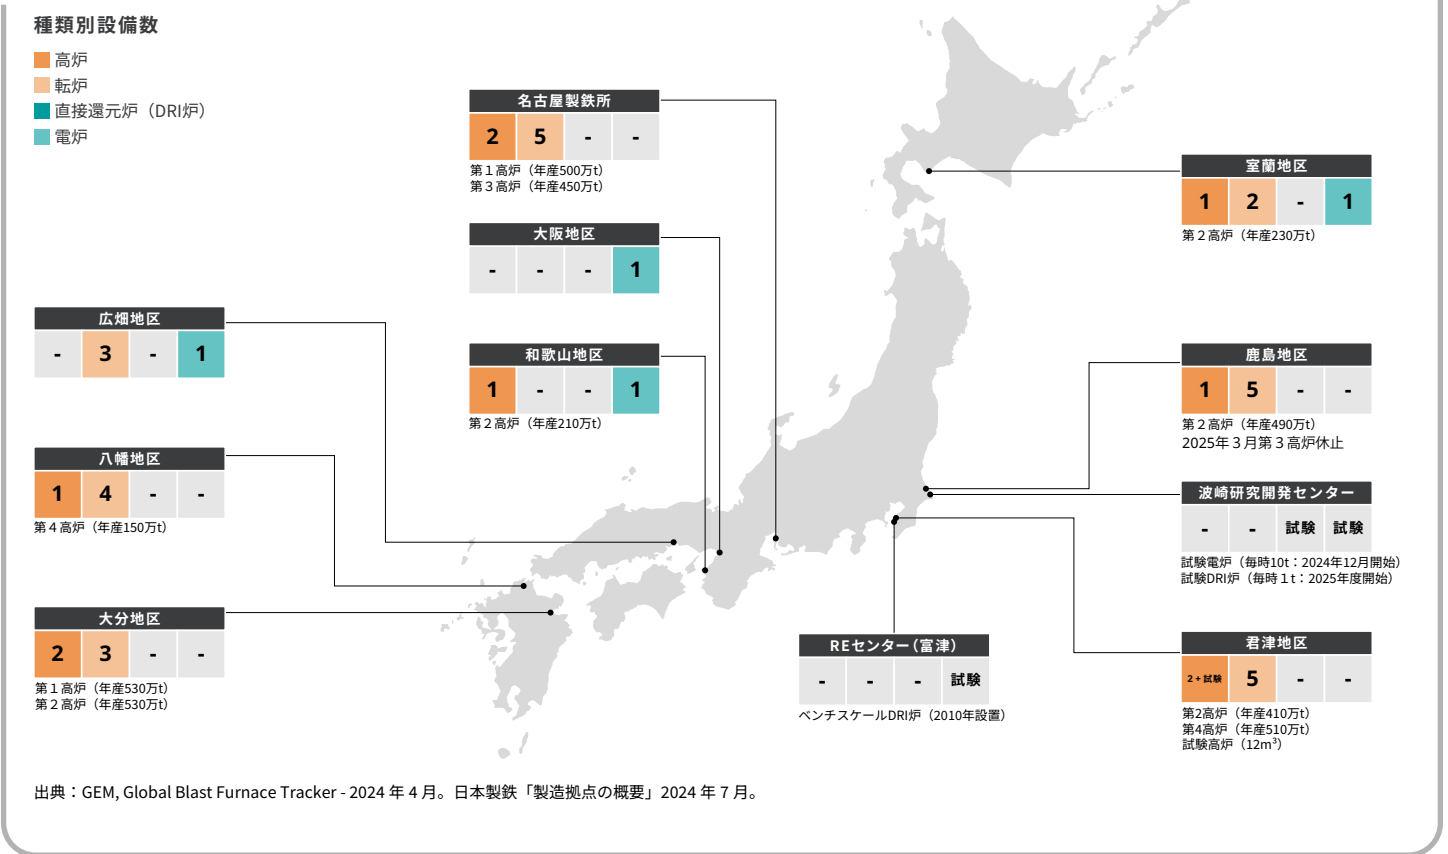 種類別設備数
高炉
転炉
直接還元炉（DRI炉）
電炉
名古屋製鉄所
2 5 - -
第１高炉（年産500万t）
第３高炉（年産450万t）
大阪地区
- - - 1
和歌山地区
1 - - 1
第２高炉（年産210万t）
広畑地区
- 3 - 1
八幡地区
1 4 - -
第４高炉（年産150万t）
大分地区
2 3 - -
第１高炉（年産530万t）
第２高炉（年産530万t）
室蘭地区
1 2 - 1
第２高炉（年産230万t）
鹿島地区
1 5 - -
第２高炉（年産490万t）
2025年３月第３高炉休止
波崎研究開発センター
- - 試験 試験
試験電炉（毎時10t：2024年12月開始）
試験DRI炉（毎時１t：2025年度開始）
REセンター（富津）
- - - 試験
ベンチスケールDRI炉（2010年設置）
君津地区
2＋試験 5 - -
第2高炉（年産410万t）
第4高炉（年産510万t）
試験高炉（12m³）
出典：GEM, Global Blast Furnace Tracker - 2024 年 4 月。日本製鉄「製造拠点の概要」2024 年 7 月。